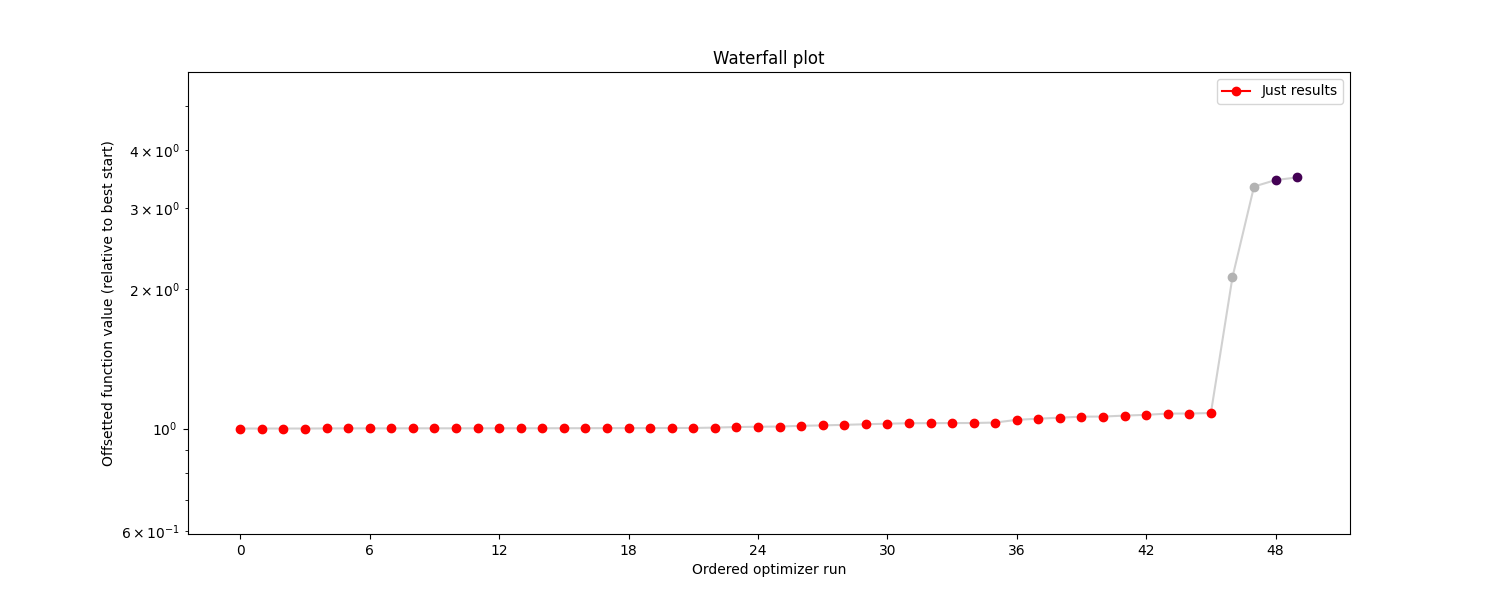 Waterfall plot
Just results
Offsetted function value (relative to best start)
4 × 10⁰
3 × 10⁰
2 × 10⁰
10⁰
6 × 10⁻¹
0 6 12 18 24 30 36 42 48
Ordered optimizer run